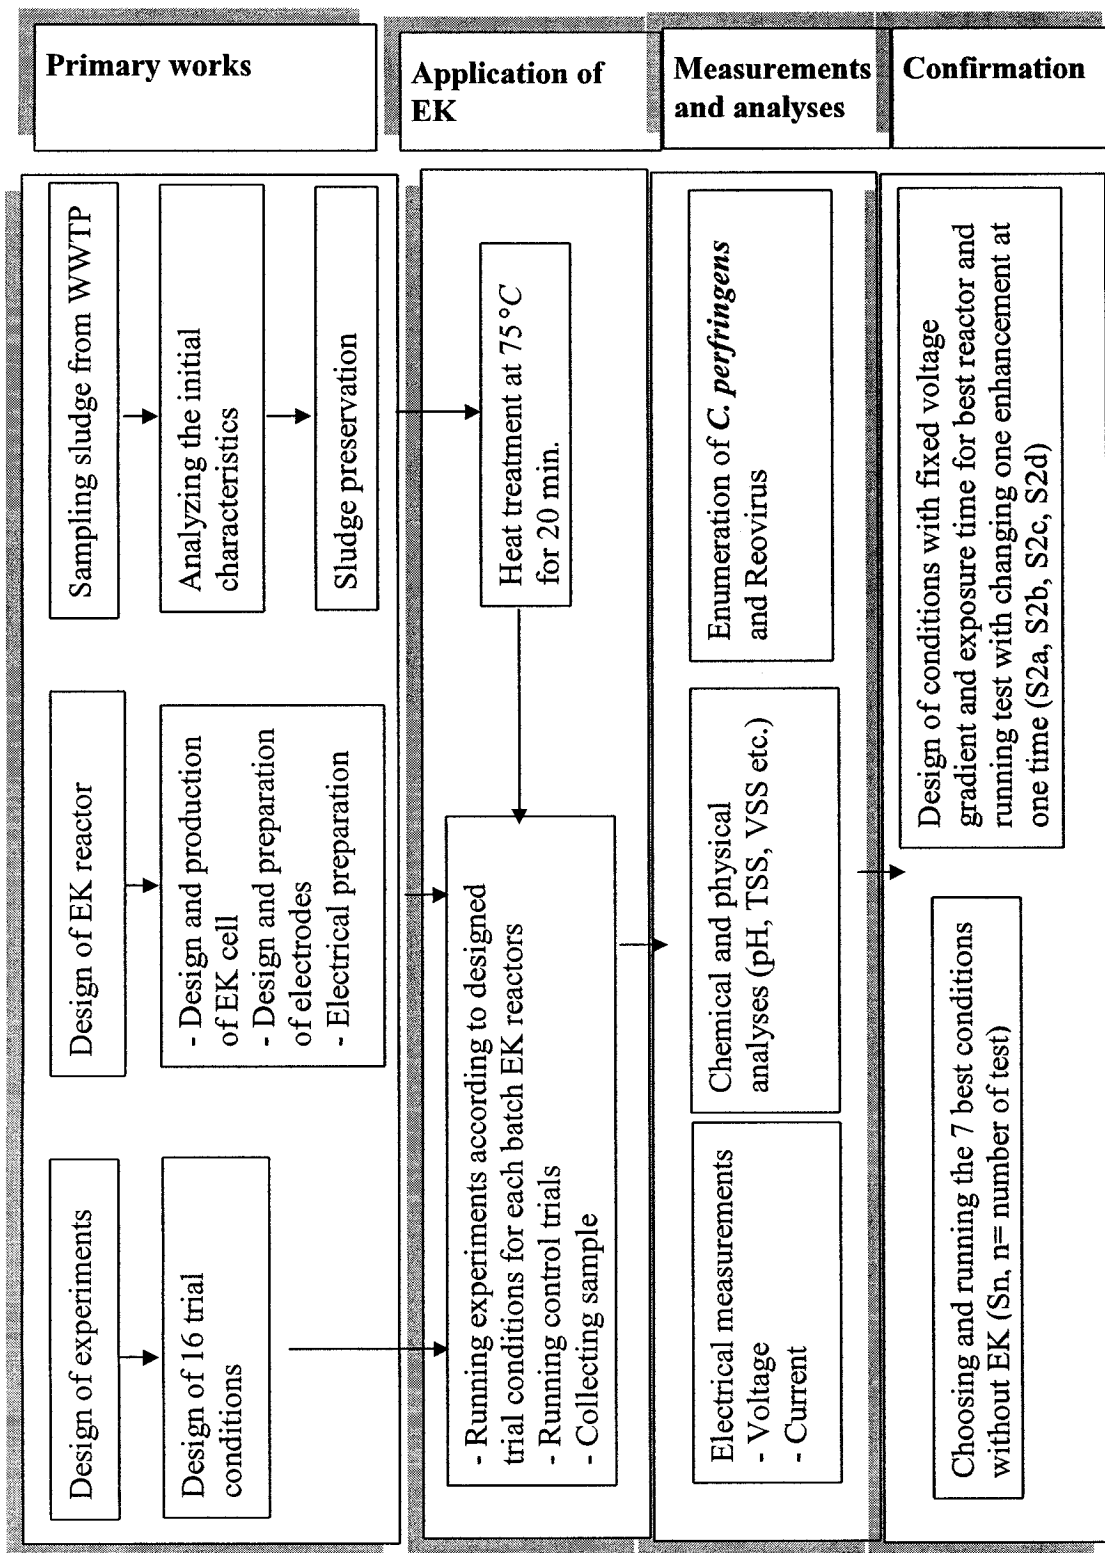 Primary works
Design of experiments
Design of 16 trial
conditions
Design of EK reactor
- Design and production
of EK cell
- Design and preparation
of electrodes
- Electrical preparation
Sampling sludge from WWTP
Analyzing the initial
characteristics
Sludge preservation
Application of
EK
Heat treatment at 75°C
for 20 min.
- Running experiments according to designed
trial conditions for each batch EK reactors
- Running control trials
- Collecting sample
Measurements
and analyses
Electrical measurements
- Voltage
- Current
Chemical and physical
analyses (pH, TSS, VSS etc.)
Enumeration of C. perfringens
and Reovirus
Confirmation
Choosing and running the 7 best conditions
without EK (Sn, n= number of test)
Design of conditions with fixed voltage
gradient and exposure time for best reactor and
running test with changing one enhancement at
one time (S2a, S2b, S2c, S2d)